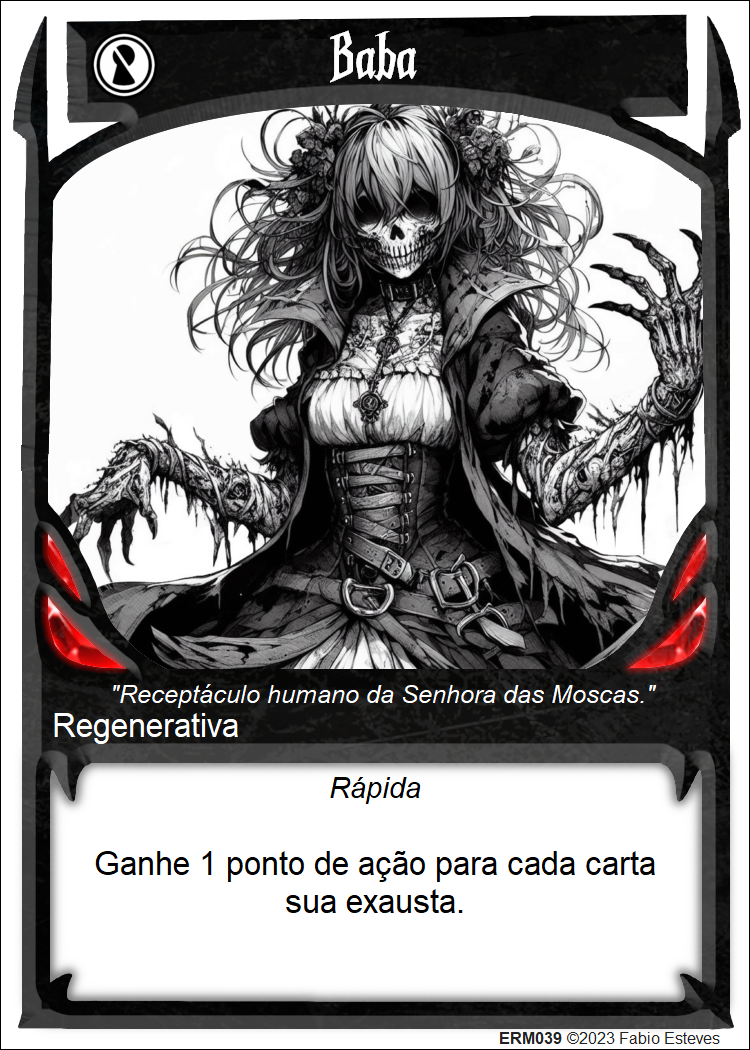 Baba
"Receptáculo humano da Senhora das Moscas."
Regenerativa
Rápida
Ganhe 1 ponto de ação para cada carta
sua exausta.
ERM039 ©2023 Fabio Esteves